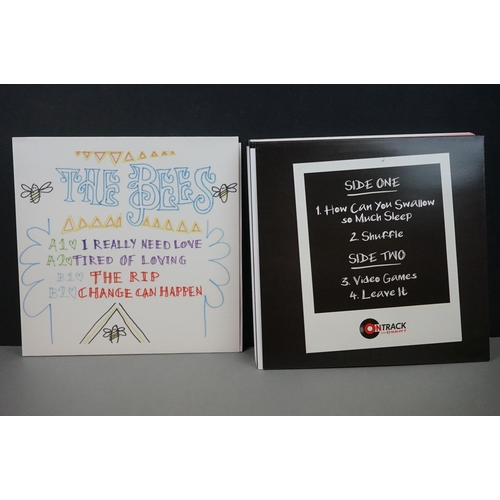 THE BEES
A1♡ I REALLY NEED LOVE
A2♡ TIRED OF LOVING
B1♡ THE RIP
B2♡ CHANGE CAN HAPPEN
SIDE ONE
1. How Can You Swallow
so Much Sleep
2. Shuffle
SIDE TWO
3. Video Games
4. Leave It
ONTRACK